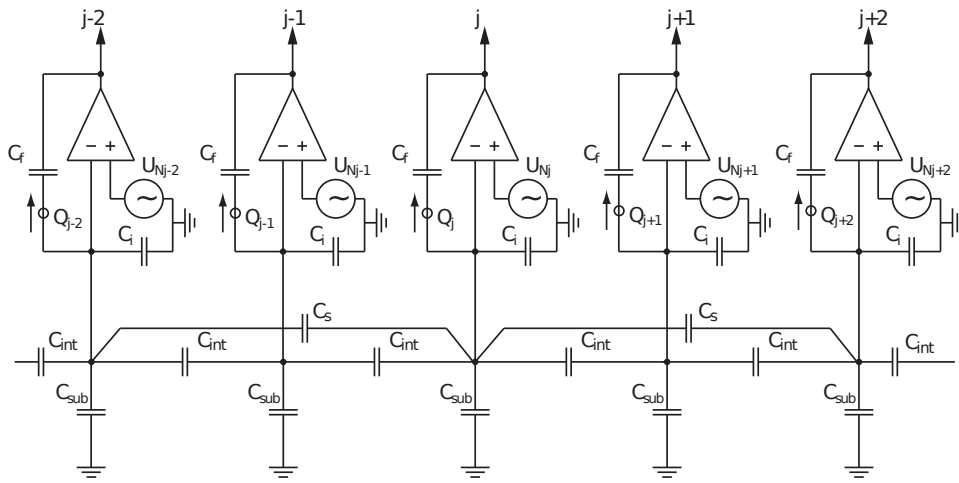 j-2 j-1 j j+1 j+2
- + - + - + - + - +
C_f U_Nj-2 C_f U_Nj-1 C_f U_Nj C_f U_Nj+1 C_f U_Nj+2
~ ~ ~ ~ ~
Q_j-2 Q_j-1 Q_j Q_j+1 Q_j+2
C_i C_i C_i C_i C_i
C_s C_s
C_int C_int C_int C_int C_int C_int
C_sub C_sub C_sub C_sub C_sub